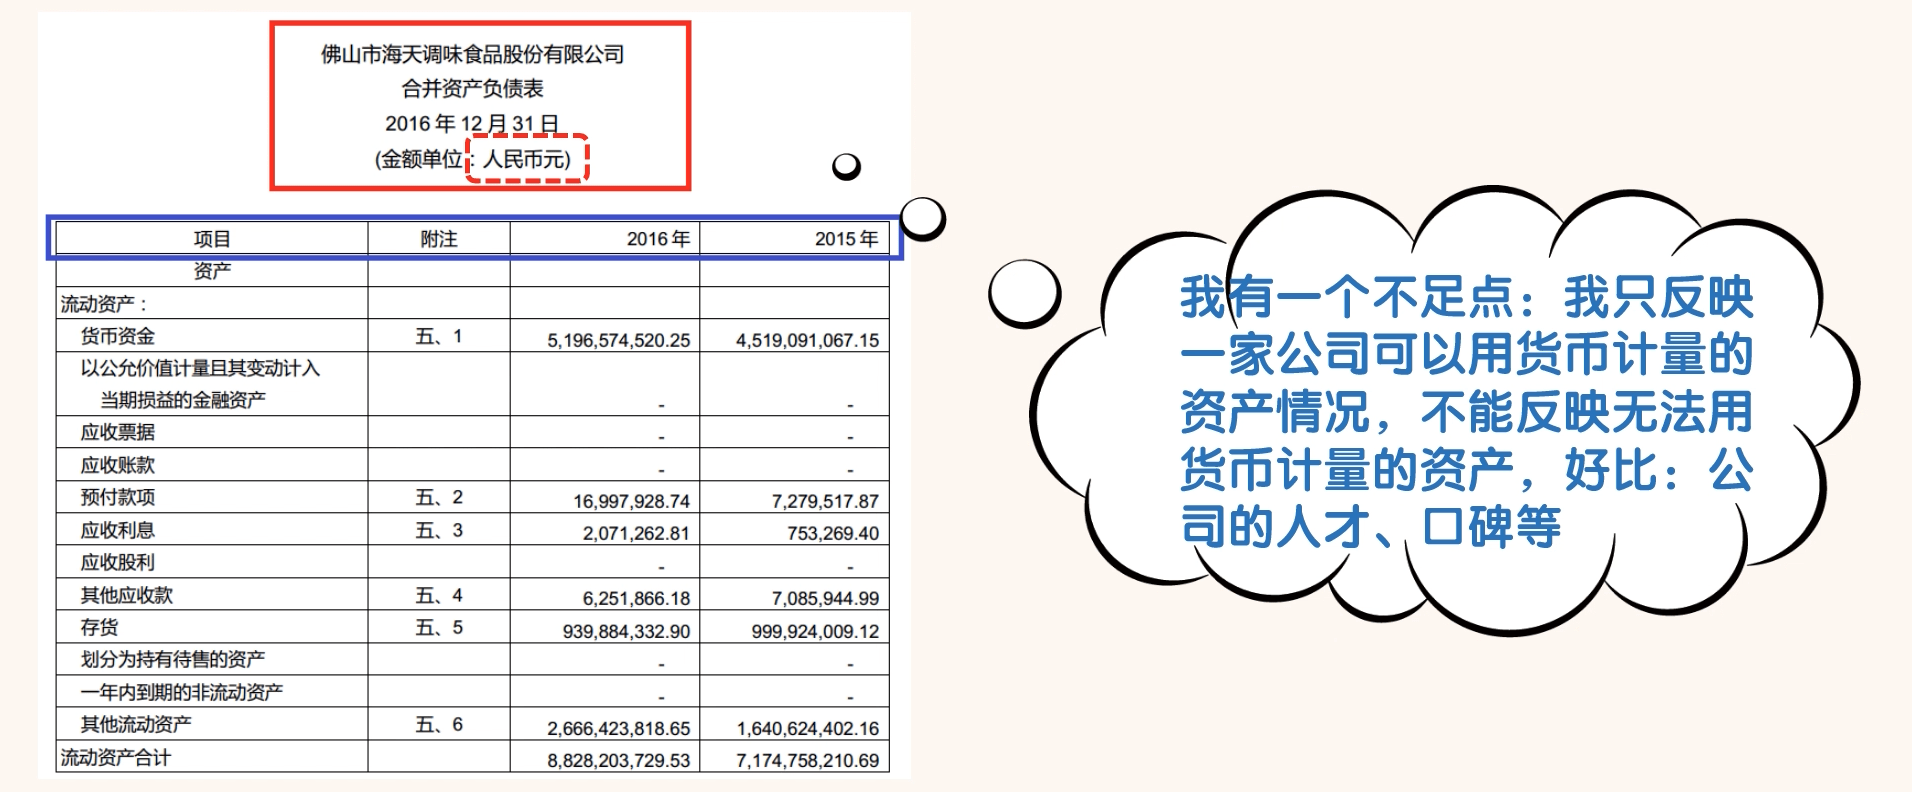 佛山市海天调味食品股份有限公司
合并资产负债表
2016 年 12 月 31 日
(金额单位：人民币元)
项目 附注 2016 年 2015 年
资产
流动资产：
货币资金 五、1 5,196,574,520.25 4,519,091,067.15
以公允价值计量且其变动计入
当期损益的金融资产 - -
应收票据 - -
应收账款 - -
预付款项 五、2 16,997,928.74 7,279,517.87
应收利息 五、3 2,071,262.81 753,269.40
应收股利 - -
其他应收款 五、4 6,251,866.18 7,085,944.99
存货 五、5 939,884,332.90 999,924,009.12
划分为持有待售的资产 - -
一年内到期的非流动资产 - -
其他流动资产 五、6 2,666,423,818.65 1,640,624,402.16
流动资产合计 8,828,203,729.53 7,174,758,210.69
我有一个不足点：我只反映
一家公司可以用货币计量的
资产情况，不能反映无法用
货币计量的资产，好比：公
司的人才、口碑等